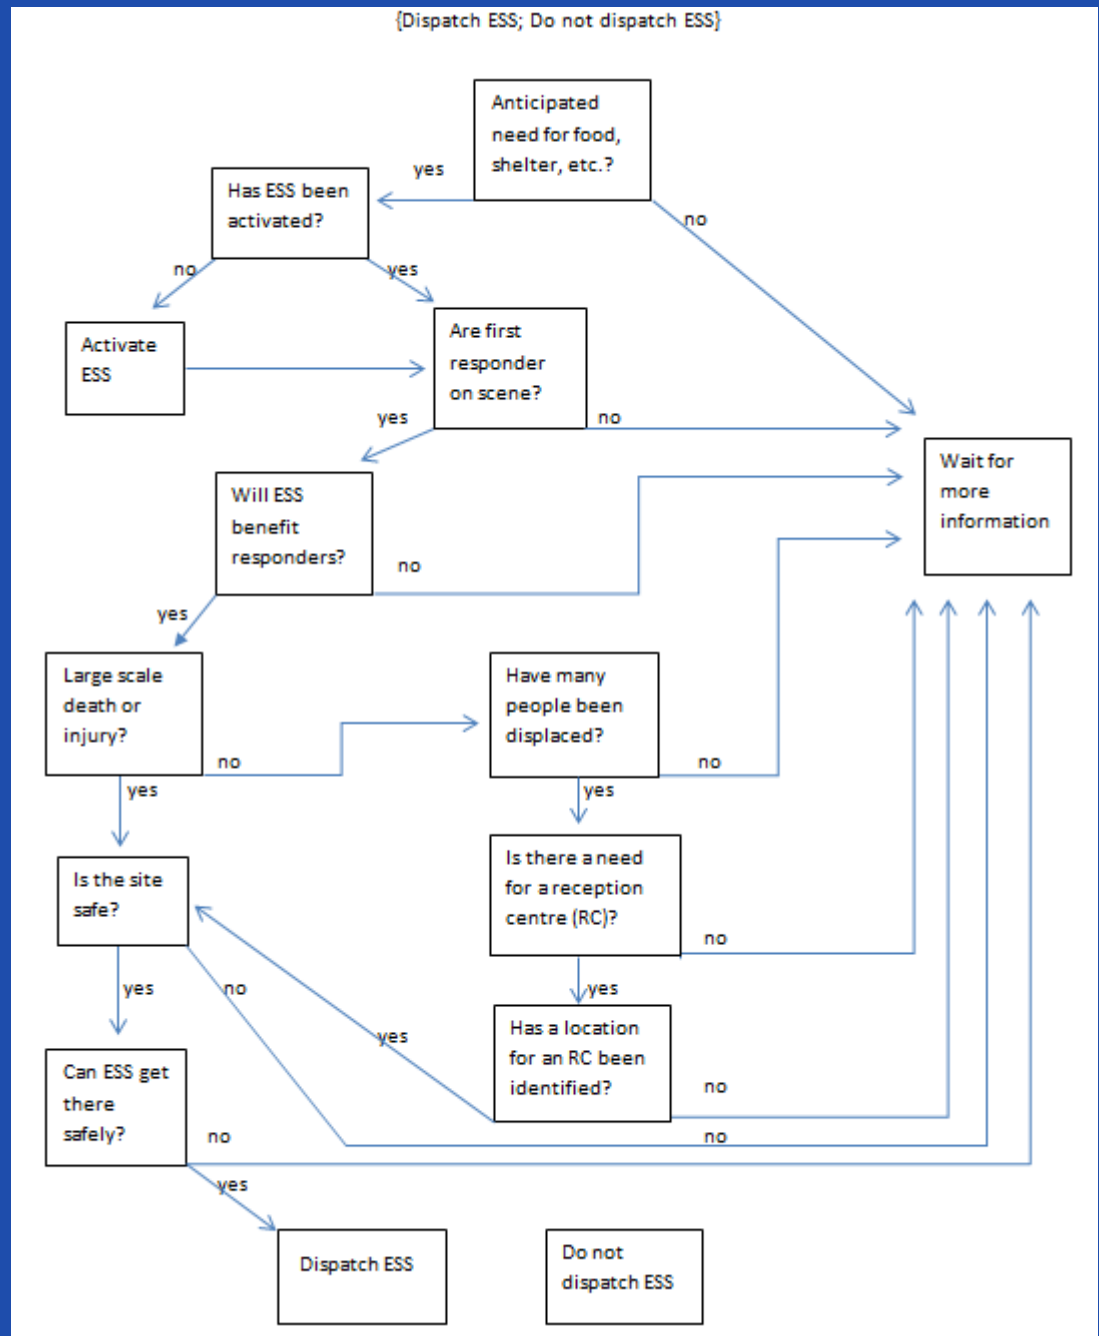 {Dispatch ESS; Do not dispatch ESS}
Anticipated
need for food,
shelter, etc.?
yes
no
Has ESS been
activated?
no
yes
Activate
ESS
Are first
responder
on scene?
yes
no
Wait for
more
information
Will ESS
benefit
responders?
no
yes
Large scale
death or
injury?
no
yes
Have many
people been
displaced?
no
yes
Is the site
safe?
yes
no
Is there a need
for a reception
centre (RC)?
no
yes
Has a location
for an RC been
identified?
yes
no
no
Can ESS get
there
safely?
no
yes
Dispatch ESS
Do not
dispatch ESS